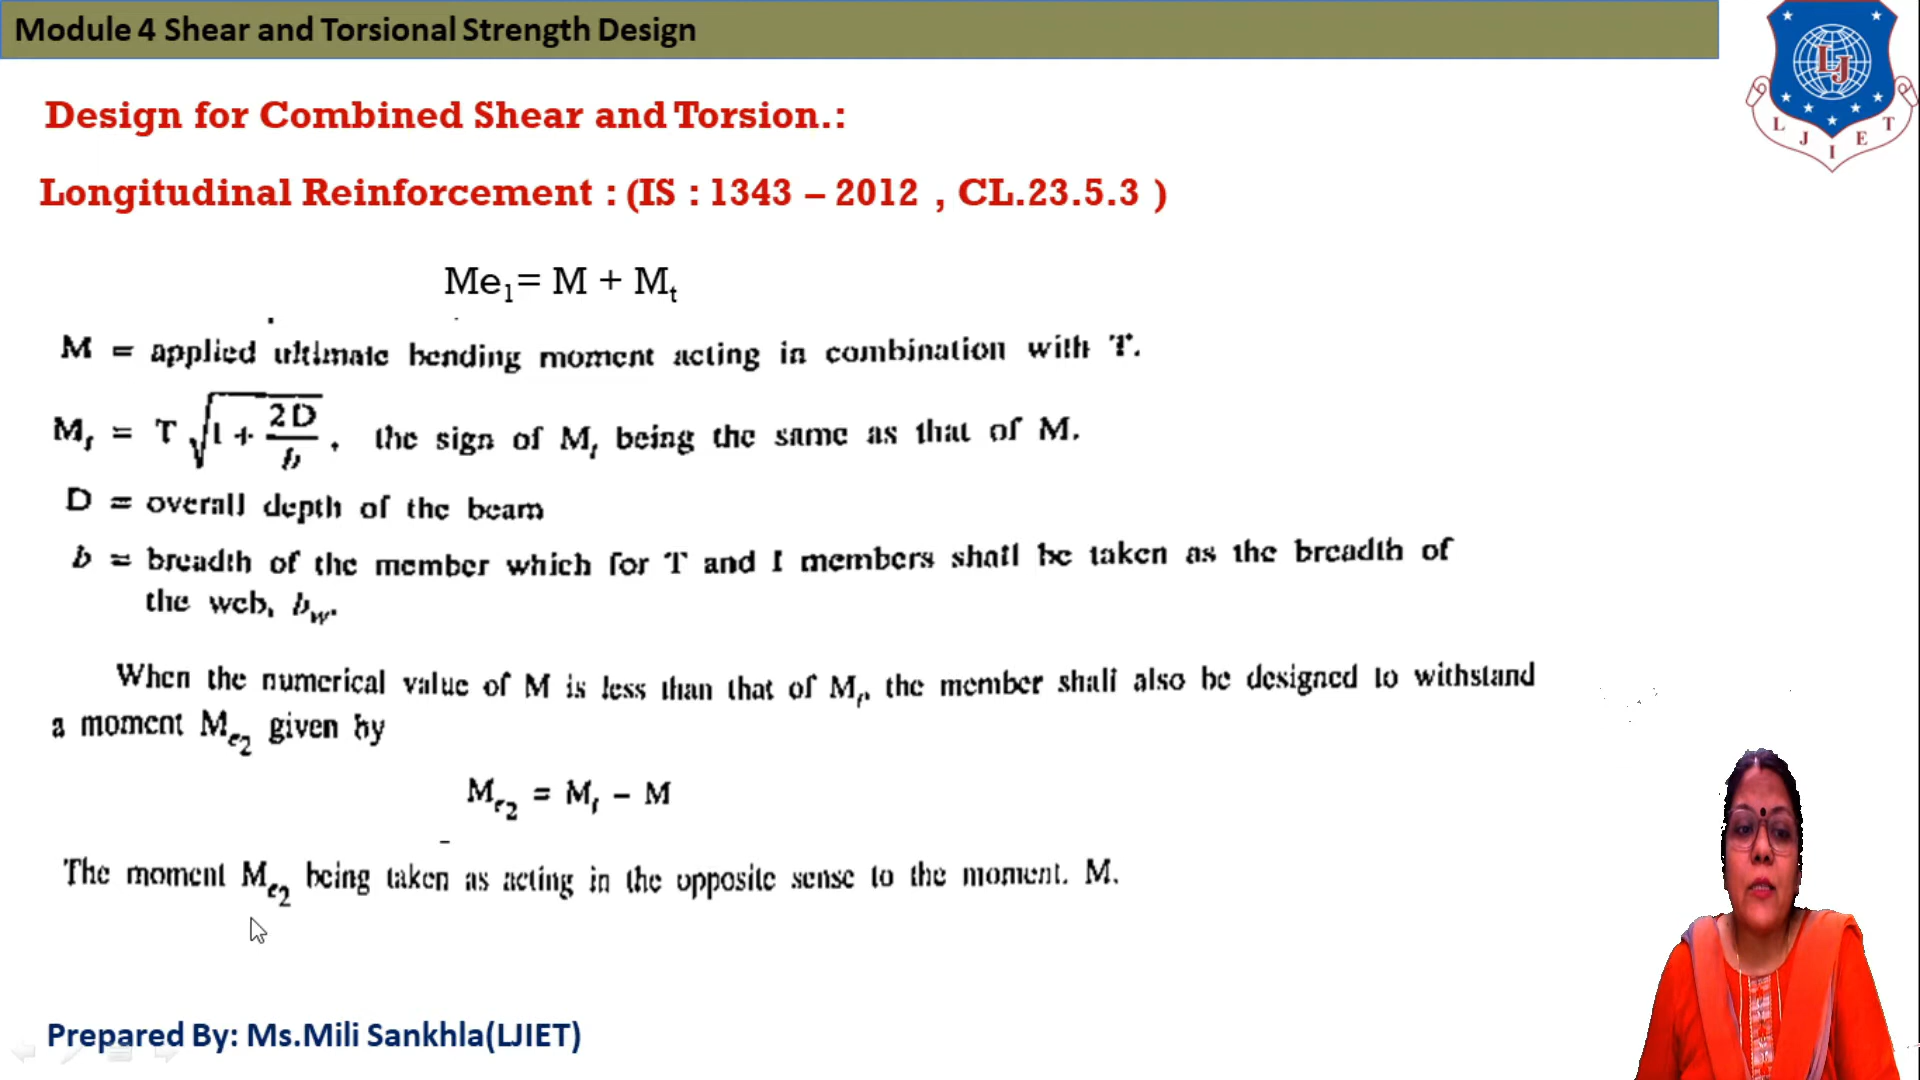 Module 4 Shear and Torsional Strength Design
Design for Combined Shear and Torsion.:
Longitudinal Reinforcement : (IS : 1343 – 2012 , CL.23.5.3 )
Me₁= M + Mₜ
M = applied ultimate bending moment acting in combination with T.
Mₜ = T √(1 + 2D/b), the sign of Mₜ being the same as that of M.
D = overall depth of the beam
b = breadth of the member which for T and I members shall be taken as the breadth of
the web, b_w.
When the numerical value of M is less than that of Mₜ, the member shall also be designed to withstand
a moment Mₑ₂ given by
Mₑ₂ = Mₜ – M
The moment Mₑ₂ being taken as acting in the opposite sense to the moment. M.
Prepared By: Ms.Mili Sankhla(LJIET)
LJ
L J I E T